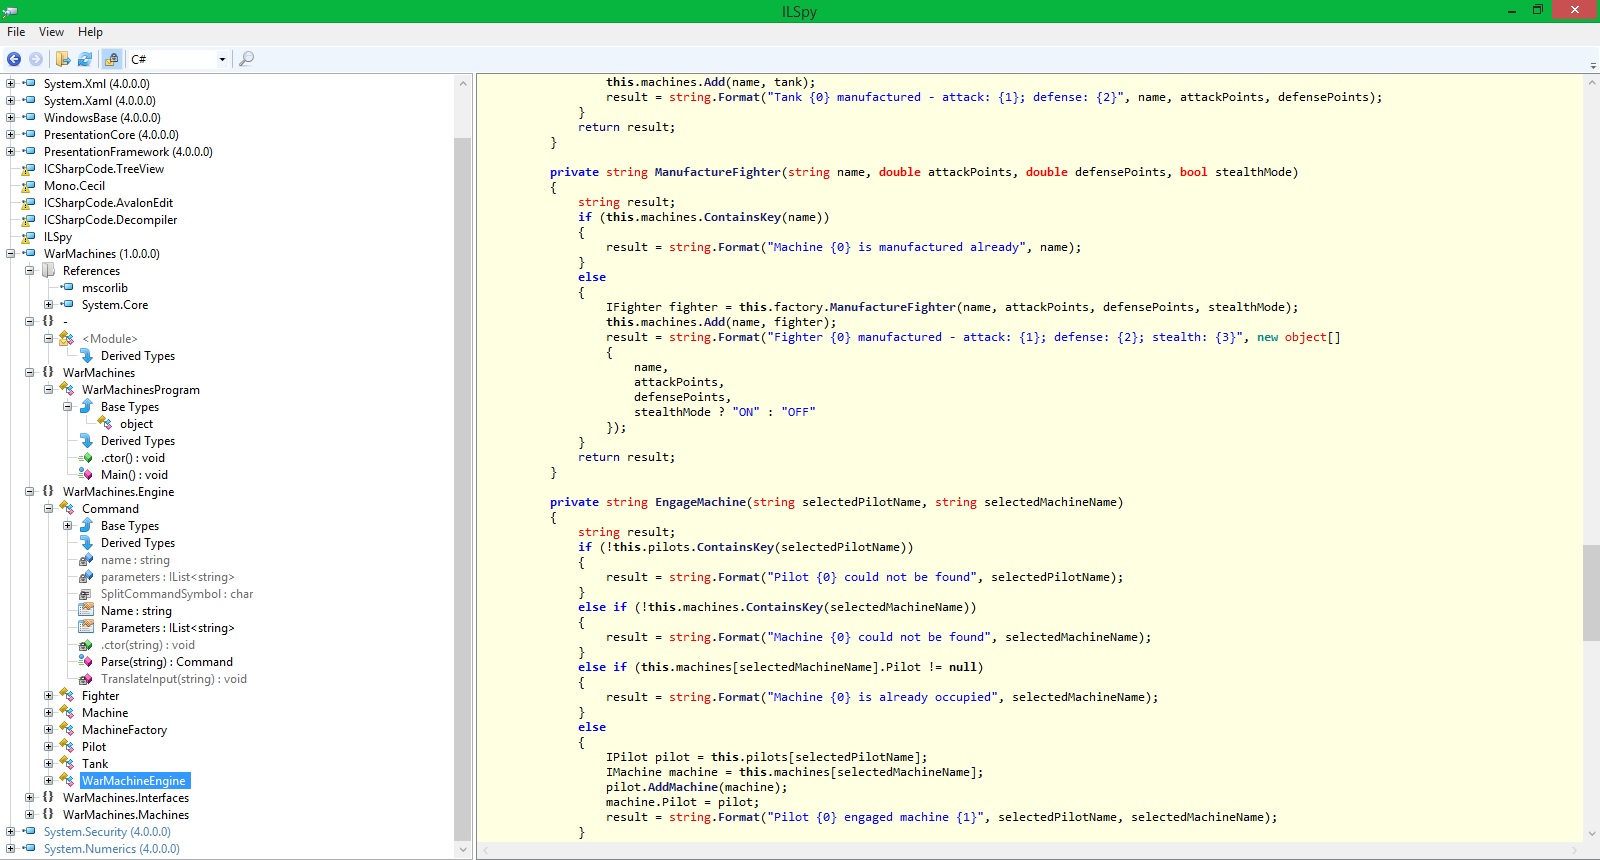 ILSpy
File View Help
C#
System.Xml (4.0.0.0)
System.Xaml (4.0.0.0)
WindowsBase (4.0.0.0)
PresentationCore (4.0.0.0)
PresentationFramework (4.0.0.0)
ICSharpCode.TreeView
Mono.Cecil
ICSharpCode.AvalonEdit
ICSharpCode.Decompiler
ILSpy
WarMachines (1.0.0.0)
References
mscorlib
System.Core
{} -
<Module>
Derived Types
{} WarMachines
WarMachinesProgram
Base Types
object
Derived Types
.ctor() : void
Main() : void
{} WarMachines.Engine
Command
Base Types
Derived Types
name : string
parameters : IList<string>
SplitCommandSymbol : char
Name : string
Parameters : IList<string>
.ctor(string) : void
Parse(string) : Command
TranslateInput(string) : void
Fighter
Machine
MachineFactory
Pilot
Tank
WarMachineEngine
{} WarMachines.Interfaces
{} WarMachines.Machines
System.Security (4.0.0.0)
System.Numerics (4.0.0.0)
this.machines.Add(name, tank);
result = string.Format("Tank {0} manufactured - attack: {1}; defense: {2}", name, attackPoints, defensePoints);
}
return result;
}
private string ManufactureFighter(string name, double attackPoints, double defensePoints, bool stealthMode)
{
string result;
if (this.machines.ContainsKey(name))
{
result = string.Format("Machine {0} is manufactured already", name);
}
else
{
IFighter fighter = this.factory.ManufactureFighter(name, attackPoints, defensePoints, stealthMode);
this.machines.Add(name, fighter);
result = string.Format("Fighter {0} manufactured - attack: {1}; defense: {2}; stealth: {3}", new object[]
{
name,
attackPoints,
defensePoints,
stealthMode ? "ON" : "OFF"
});
}
return result;
}
private string EngageMachine(string selectedPilotName, string selectedMachineName)
{
string result;
if (!this.pilots.ContainsKey(selectedPilotName))
{
result = string.Format("Pilot {0} could not be found", selectedPilotName);
}
else if (!this.machines.ContainsKey(selectedMachineName))
{
result = string.Format("Machine {0} could not be found", selectedMachineName);
}
else if (this.machines[selectedMachineName].Pilot != null)
{
result = string.Format("Machine {0} is already occupied", selectedMachineName);
}
else
{
IPilot pilot = this.pilots[selectedPilotName];
IMachine machine = this.machines[selectedMachineName];
pilot.AddMachine(machine);
machine.Pilot = pilot;
result = string.Format("Pilot {0} engaged machine {1}", selectedPilotName, selectedMachineName);
}